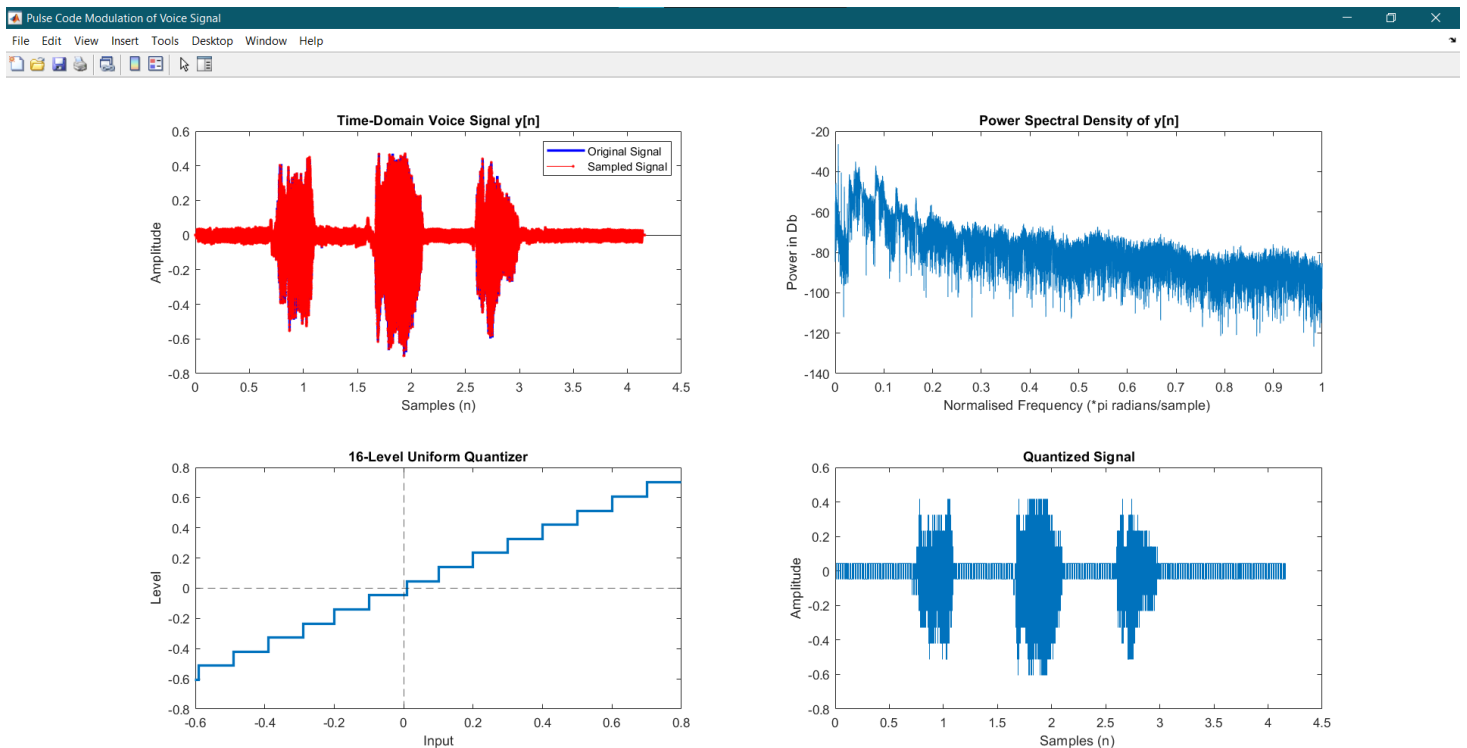 Pulse Code Modulation of Voice Signal
File Edit View Insert Tools Desktop Window Help
Time-Domain Voice Signal y[n]
0.6
0.4
0.2
0
-0.2
-0.4
-0.6
-0.8
Amplitude
Original Signal
Sampled Signal
0 0.5 1 1.5 2 2.5 3 3.5 4 4.5
Samples (n)
Power Spectral Density of y[n]
-20
-40
-60
-80
-100
-120
-140
Power in Db
0 0.1 0.2 0.3 0.4 0.5 0.6 0.7 0.8 0.9 1
Normalised Frequency (*pi radians/sample)
16-Level Uniform Quantizer
0.8
0.6
0.4
0.2
0
-0.2
-0.4
-0.6
-0.8
Level
-0.6 -0.4 -0.2 0 0.2 0.4 0.6 0.8
Input
Quantized Signal
0.6
0.4
0.2
0
-0.2
-0.4
-0.6
-0.8
Amplitude
0 0.5 1 1.5 2 2.5 3 3.5 4 4.5
Samples (n)